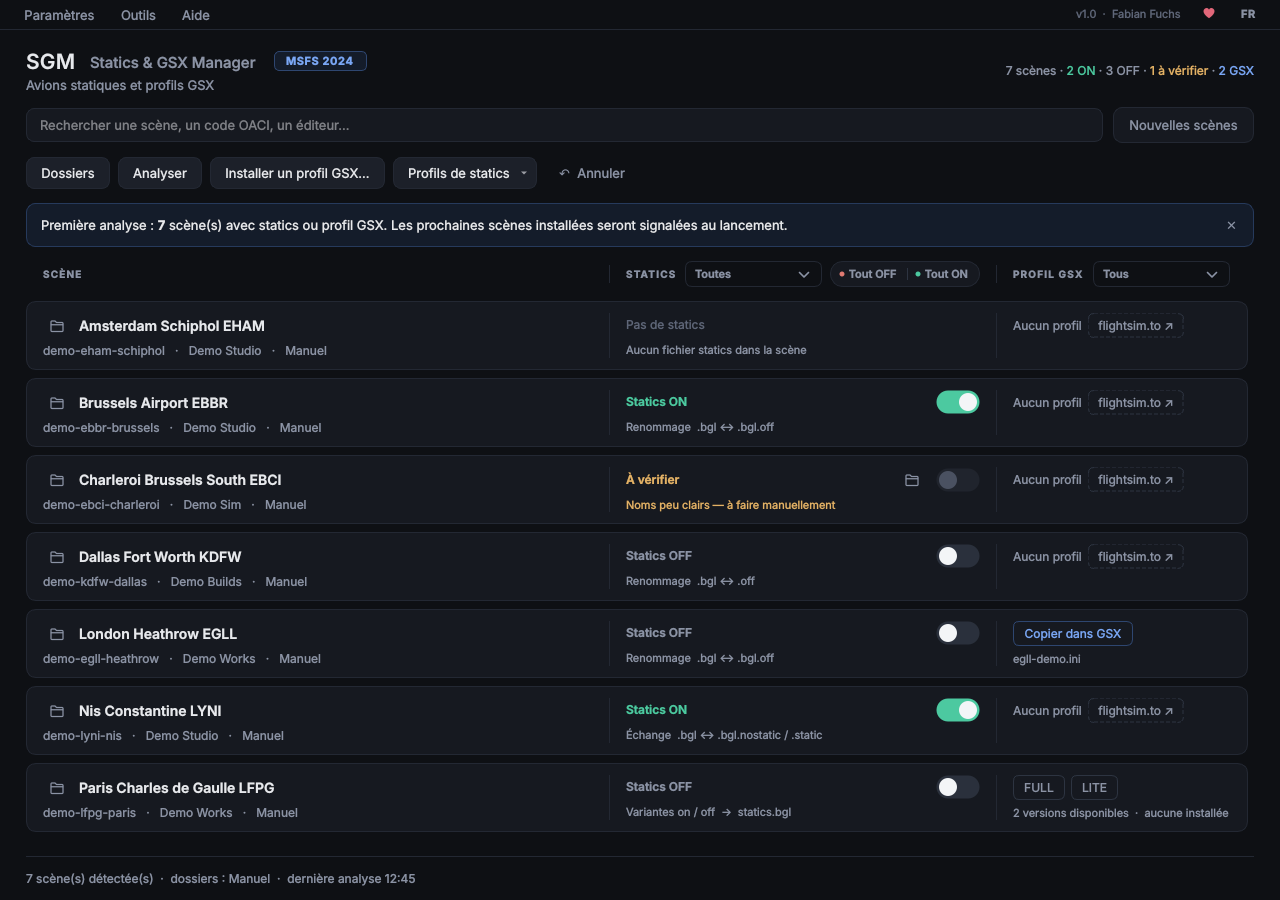 Paramètres Outils Aide v1.0 · Fabian Fuchs FR
SGM Statics & GSX Manager MSFS 2024
Avions statiques et profils GSX
7 scènes · 2 ON · 3 OFF · 1 à vérifier · 2 GSX
Rechercher une scène, un code OACI, un éditeur... Nouvelles scènes
Dossiers Analyser Installer un profil GSX... Profils de statics ↶ Annuler
Première analyse : 7 scène(s) avec statics ou profil GSX. Les prochaines scènes installées seront signalées au lancement. ×
SCÈNE STATICS Toutes Tout OFF Tout ON PROFIL GSX Tous
Amsterdam Schiphol EHAM Pas de statics Aucun profil flightsim.to ↗
demo-eham-schiphol · Demo Studio · Manuel Aucun fichier statics dans la scène
Brussels Airport EBBR Statics ON Aucun profil flightsim.to ↗
demo-ebbr-brussels · Demo Studio · Manuel Renommage .bgl ↔ .bgl.off
Charleroi Brussels South EBCI À vérifier Aucun profil flightsim.to ↗
demo-ebci-charleroi · Demo Sim · Manuel Noms peu clairs — à faire manuellement
Dallas Fort Worth KDFW Statics OFF Aucun profil flightsim.to ↗
demo-kdfw-dallas · Demo Builds · Manuel Renommage .bgl ↔ .off
London Heathrow EGLL Statics OFF Copier dans GSX
demo-egll-heathrow · Demo Works · Manuel Renommage .bgl ↔ .bgl.off egll-demo.ini
Nis Constantine LYNI Statics ON Aucun profil flightsim.to ↗
demo-lyni-nis · Demo Studio · Manuel Échange .bgl ↔ .bgl.nostatic / .static
Paris Charles de Gaulle LFPG Statics OFF FULL LITE
demo-lfpg-paris · Demo Works · Manuel Variantes on / off → statics.bgl 2 versions disponibles · aucune installée
7 scène(s) détectée(s) · dossiers : Manuel · dernière analyse 12:45